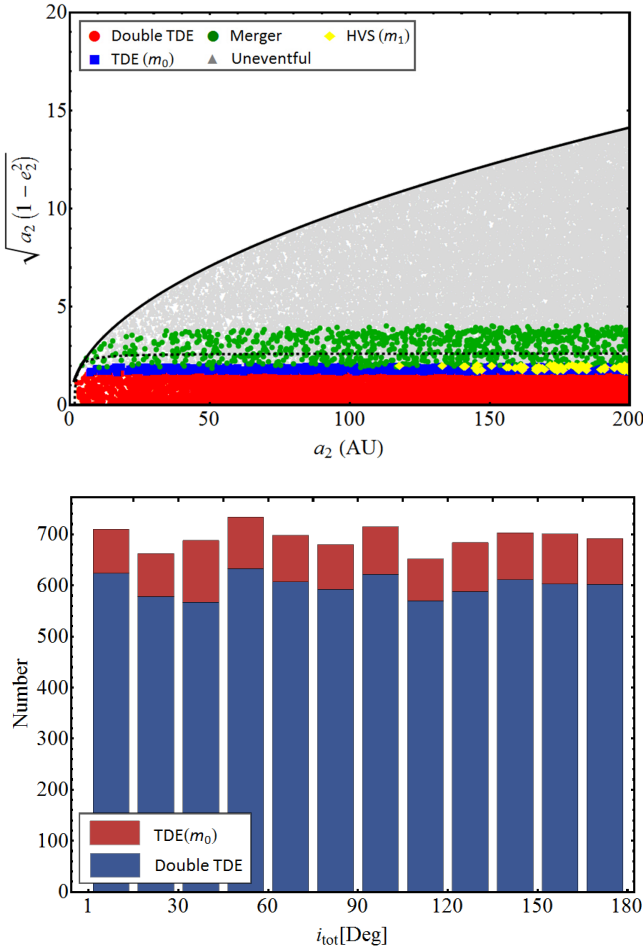 Double TDE Merger HVS (m₁)
TDE (m₀) Uneventful
20
15
10
5
0
√a₂ (1 − e₂²)
0 50 100 150 200
a₂ (AU)
700
600
500
400
300
200
100
0
Number
TDE(m₀)
Double TDE
1 30 60 90 120 150 180
i_tot[Deg]